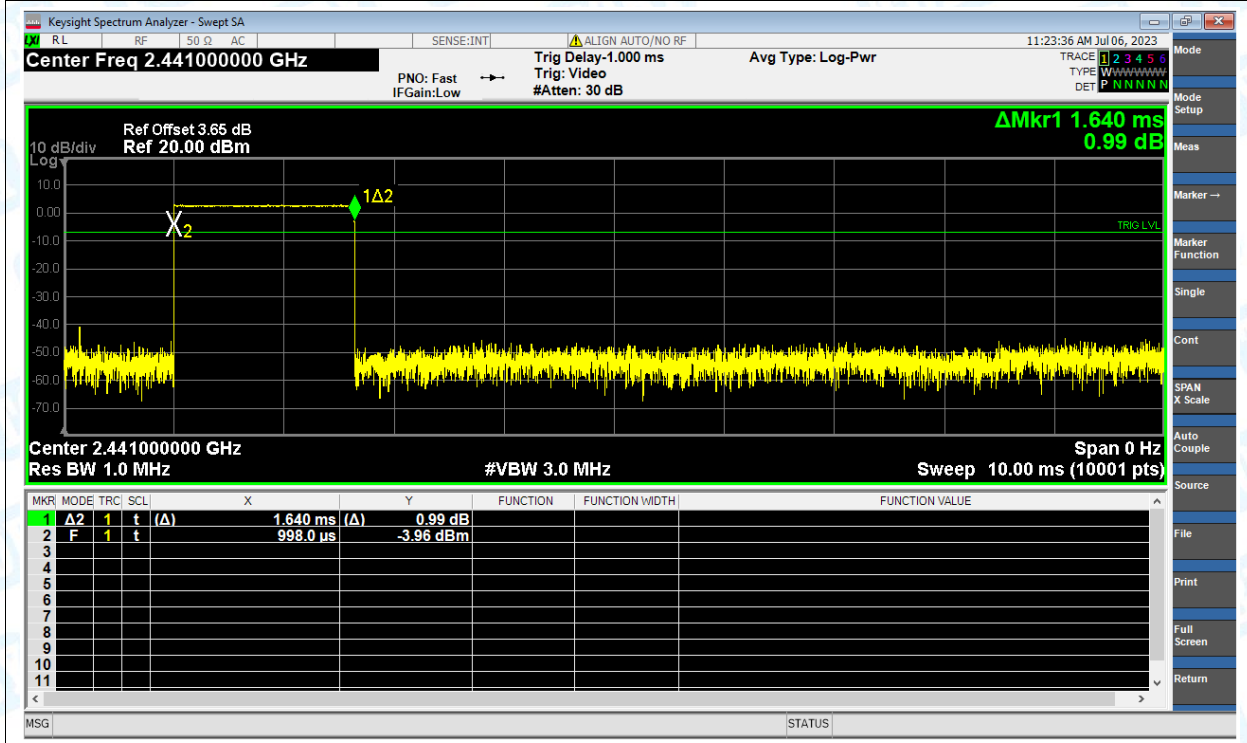 Keysight Spectrum Analyzer - Swept SA
LXI RL RF 50 Ω AC SENSE:INT ALIGN AUTO/NO RF 11:23:36 AM Jul 06, 2023
Center Freq 2.441000000 GHz
PNO: Fast
IFGain:Low
Trig Delay-1.000 ms
Trig: Video
#Atten: 30 dB
Avg Type: Log-Pwr
TRACE 1 2 3 4 5 6
TYPE WWWWWWW
DET P N N N N N
ΔMkr1 1.640 ms
0.99 dB
Ref Offset 3.65 dB
10 dB/div Ref 20.00 dBm
Log
10.0
0.00
-10.0
-20.0
-30.0
-40.0
-50.0
-60.0
-70.0
1Δ2
X2
TRIG LVL
Center 2.441000000 GHz Span 0 Hz
Res BW 1.0 MHz #VBW 3.0 MHz Sweep 10.00 ms (10001 pts)
MKR MODE TRC SCL X Y FUNCTION FUNCTION WIDTH FUNCTION VALUE
1 Δ2 1 t (Δ) 1.640 ms (Δ) 0.99 dB
2 F 1 t 998.0 µs -3.96 dBm
3
4
5
6
7
8
9
10
11
MSG STATUS
Mode
Mode
Setup
Meas
Marker →
Marker
Function
Single
Cont
SPAN
X Scale
Auto
Couple
Source
File
Print
Full
Screen
Return